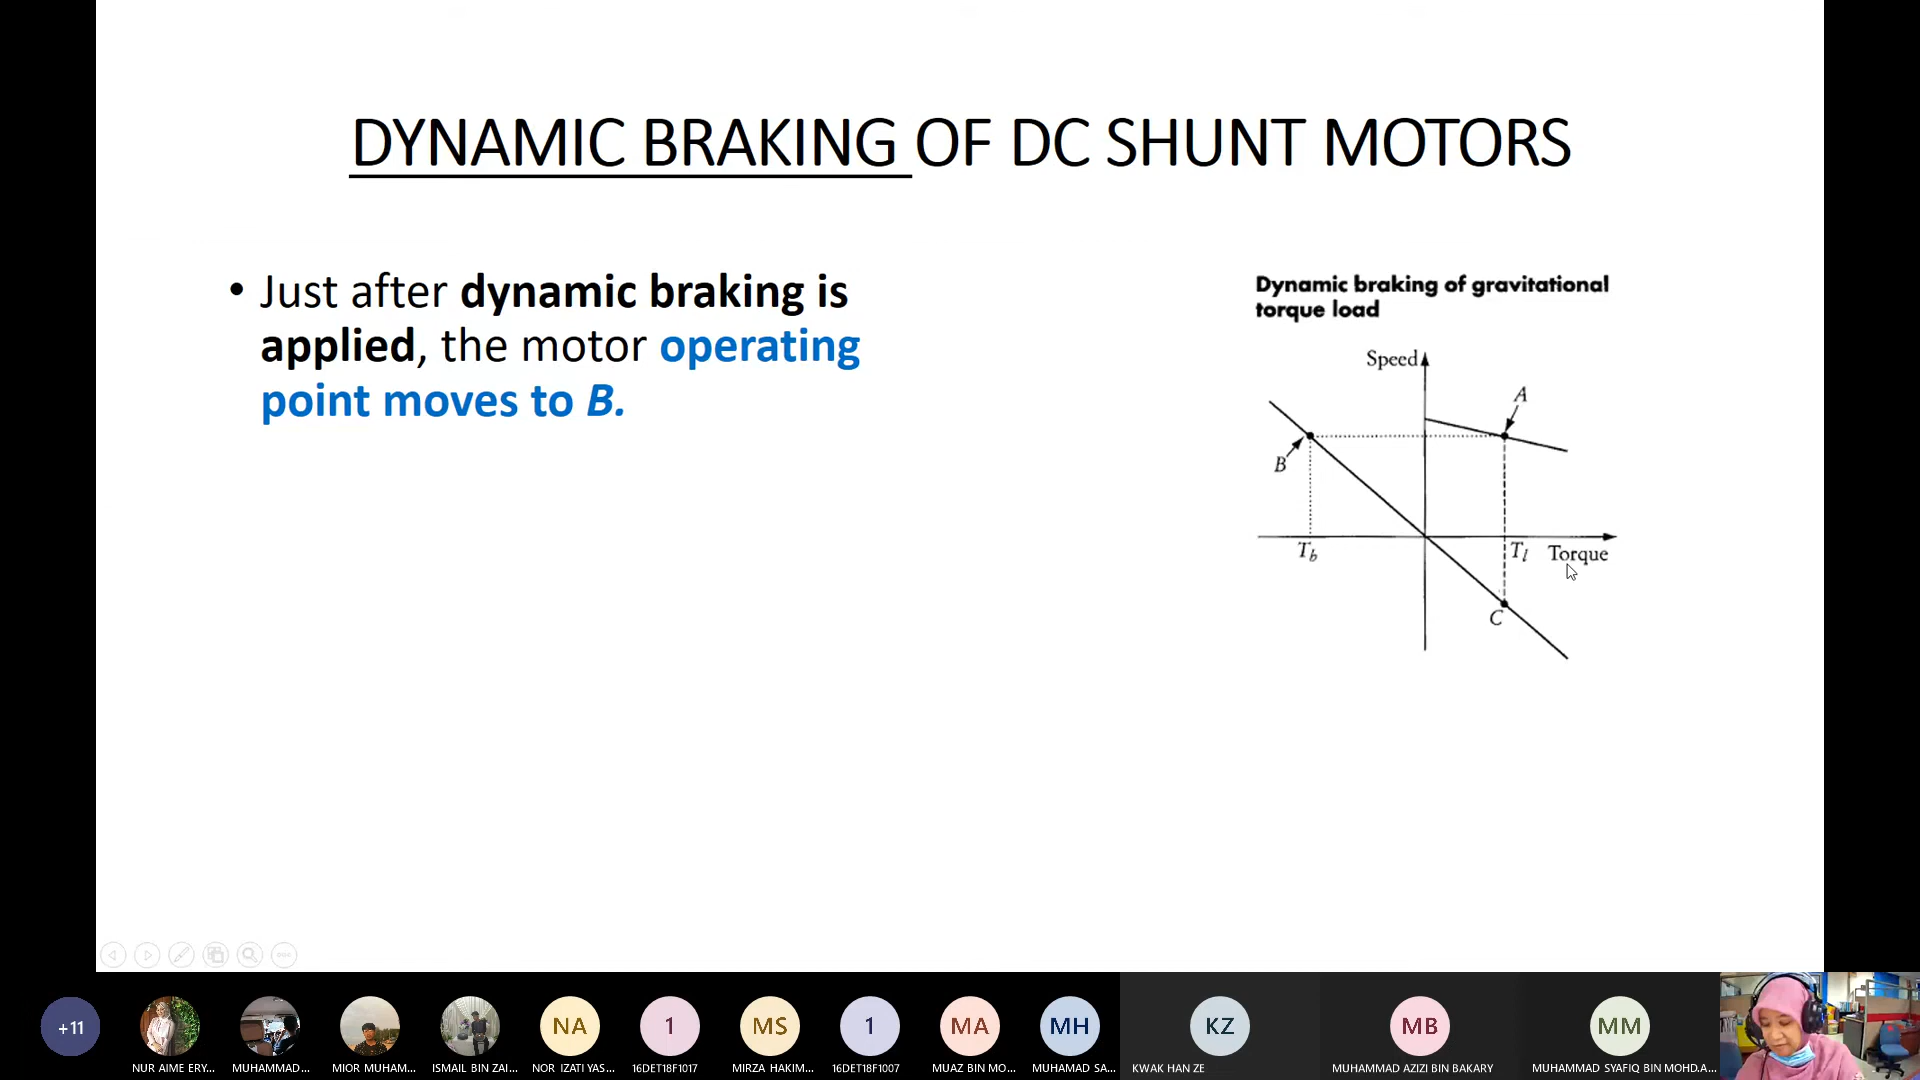 DYNAMIC BRAKING OF DC SHUNT MOTORS
• Just after dynamic braking is
applied, the motor operating
point moves to B.
Dynamic braking of gravitational
torque load
Speed
A
B
T_b
T_l
Torque
C
+11
NA
1
MS
1
MA
MH
KZ
MB
MM
NUR AIME ERY...
MUHAMMAD...
MIOR MUHAM...
ISMAIL BIN ZAI...
NOR IZATI YAS...
16DET18F1017
MIRZA HAKIM...
16DET18F1007
MUAZ BIN MO...
MUHAMAD SA...
KWAK HAN ZE
MUHAMMAD AZIZI BIN BAKARY
MUHAMMAD SYAFIQ BIN MOHD.A...